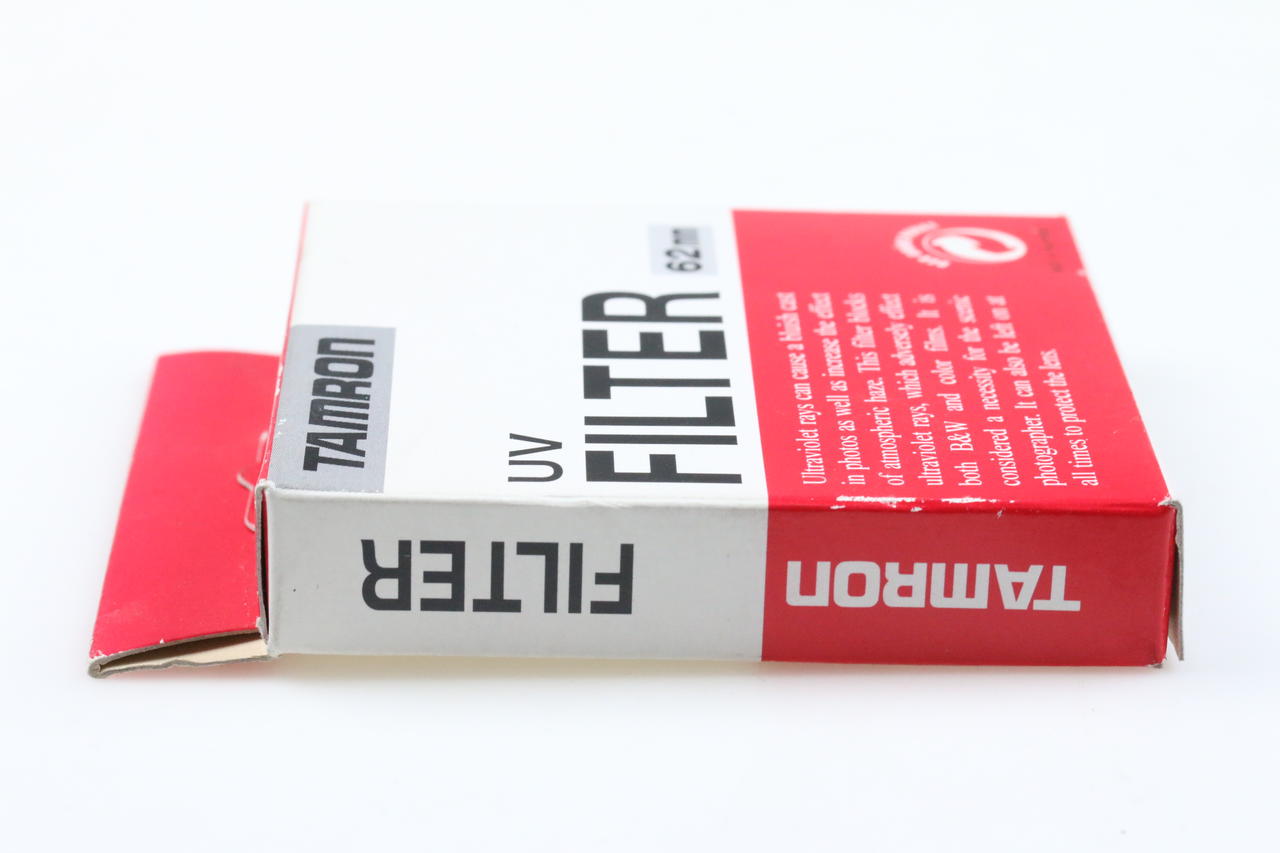 TAMRON
UV
FILTER
62mm
Ultraviolet rays can cause a bluish cast
in photos as well as increase the effect
of atmospheric haze. This filter blocks
ultraviolet rays, which adversely effect
both B&W and color films. It is
considered a necessity for the scenic
photographer. It can also be left on at
all times to protect the lens.
FILTER
TAMRON